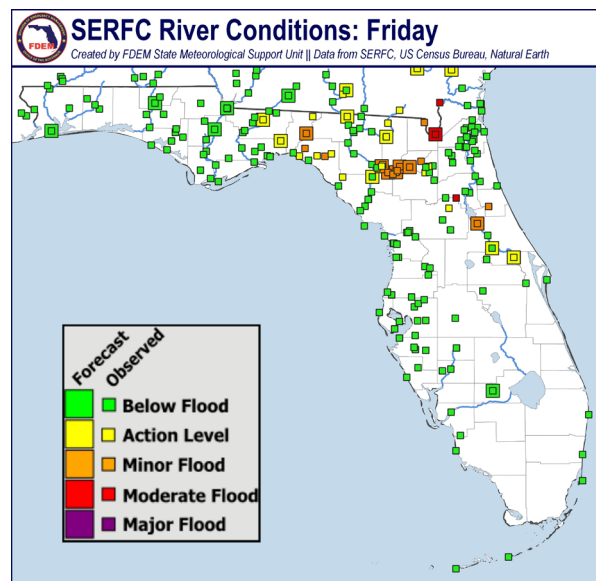 SERFC River Conditions: Friday
Created by FDEM State Meteorological Support Unit || Data from SERFC, US Census Bureau, Natural Earth
FDEM
Forecast
Observed
Below Flood
Action Level
Minor Flood
Moderate Flood
Major Flood